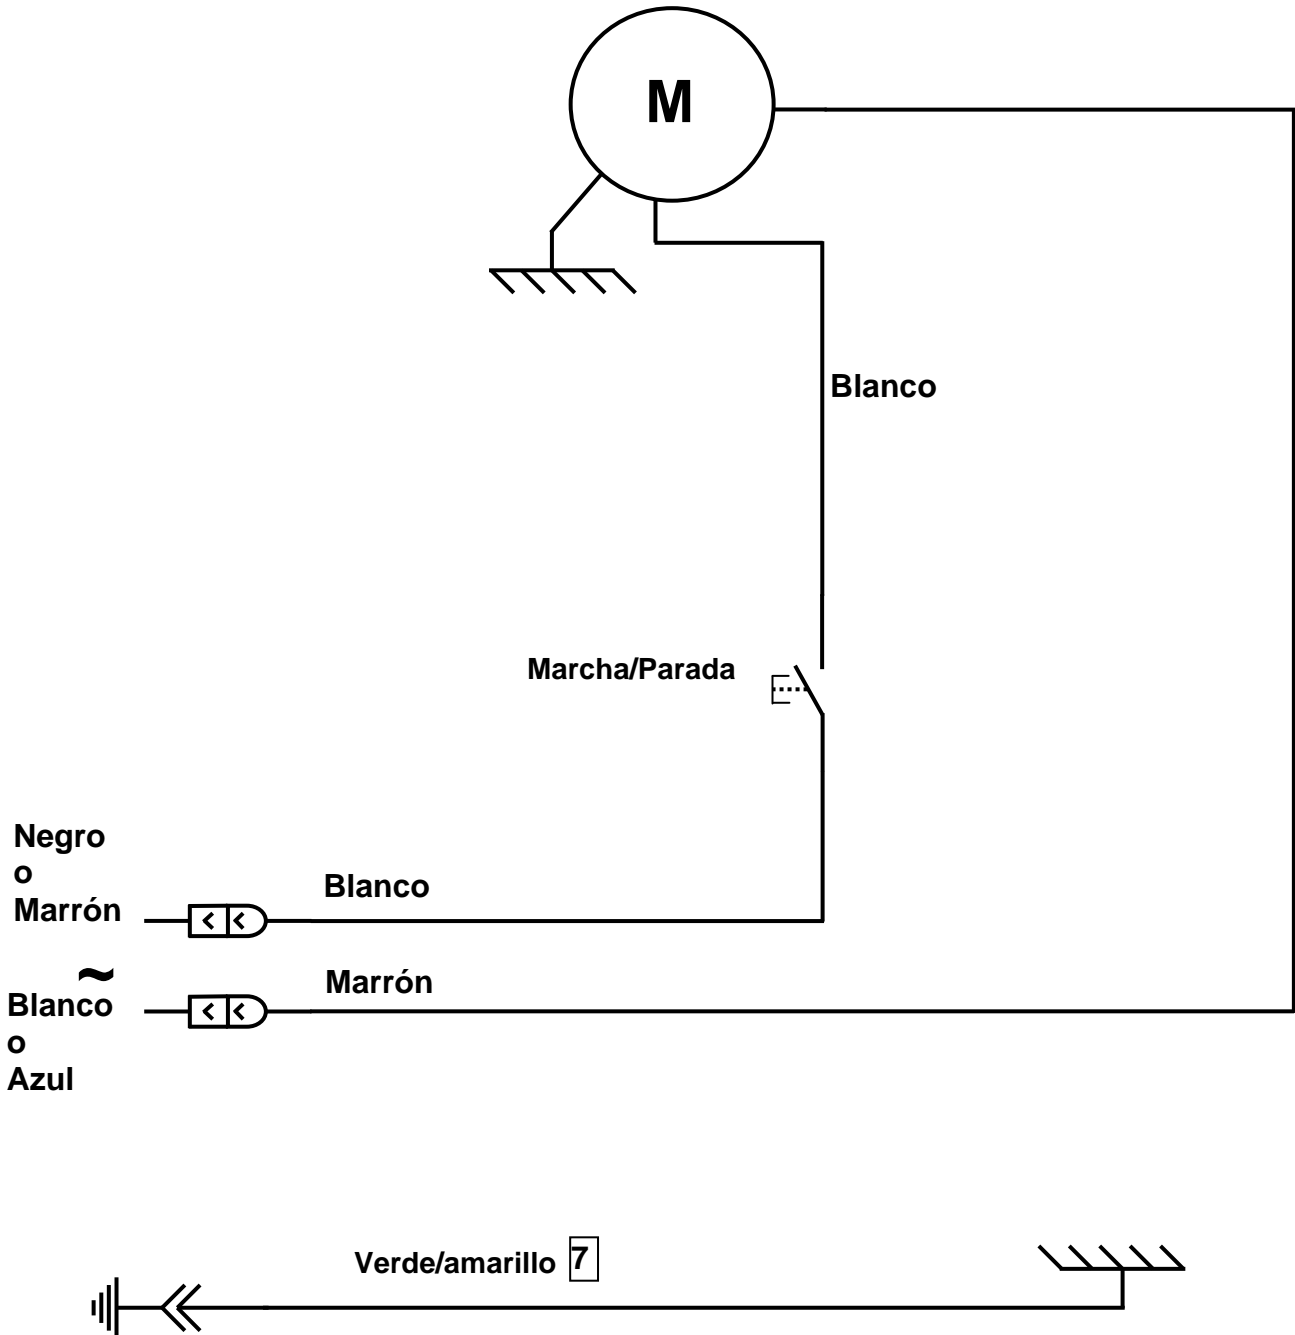 M
Blanco
Marcha/Parada
Negro
o
Marrón
Blanco
~
Blanco
o
Azul
Marrón
Verde/amarillo 7